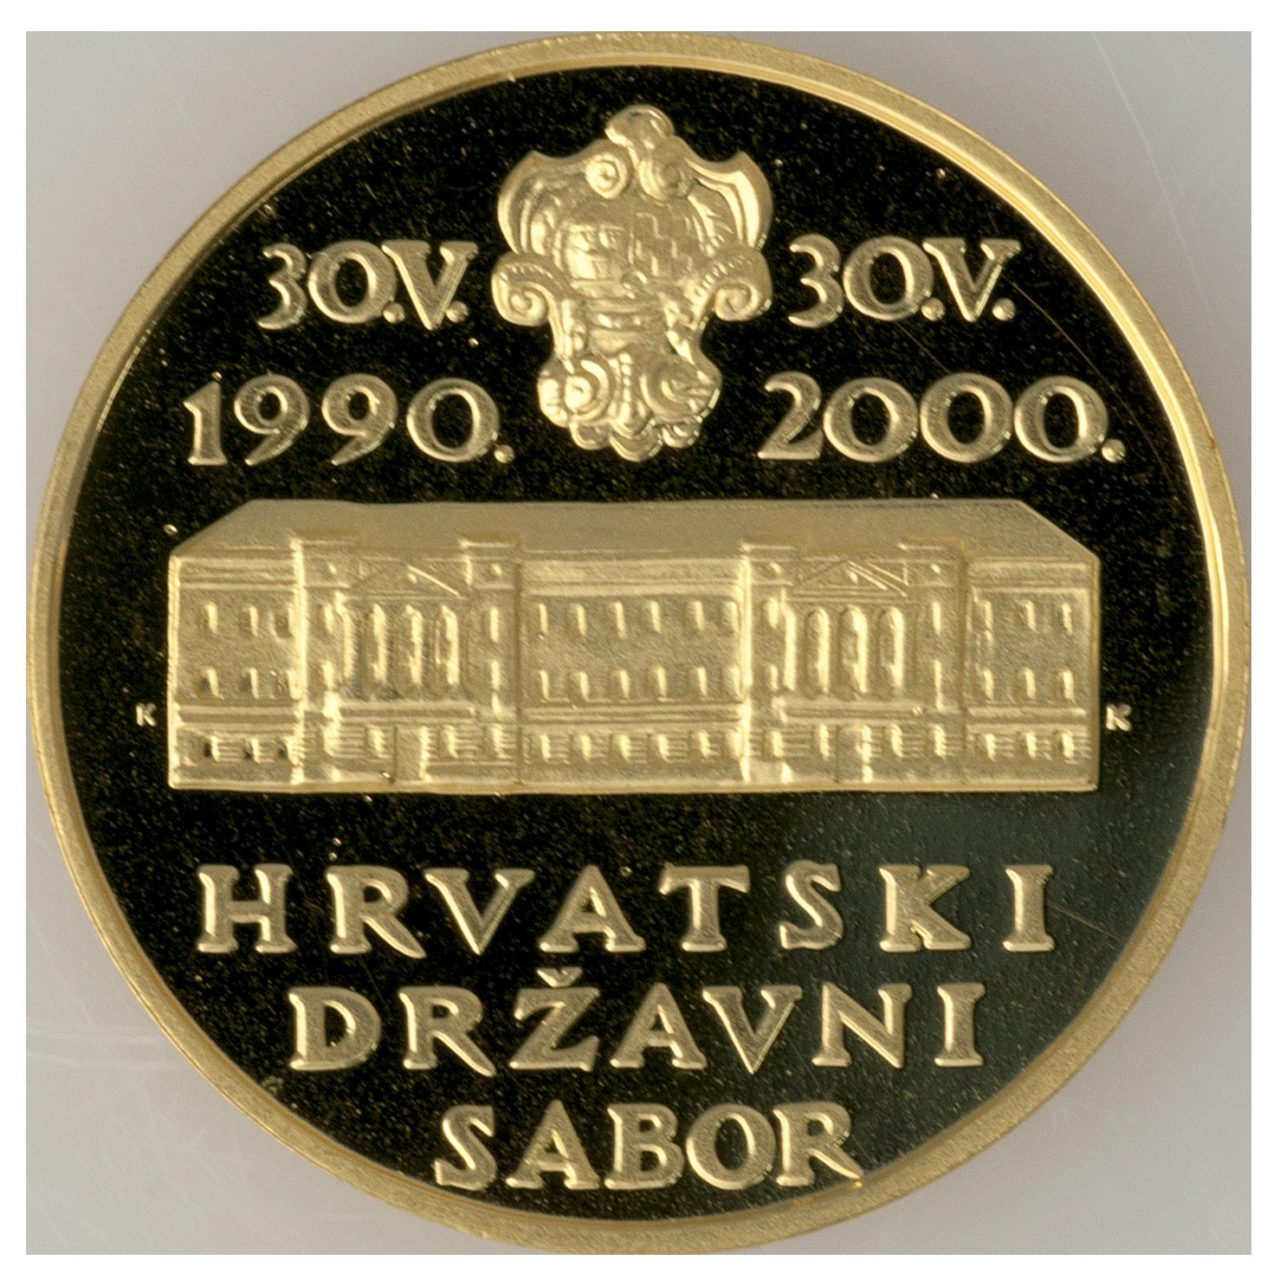 30.V. 30.V.
1990. 2000.
K K
HRVATSKI
DRŽAVNI
SABOR